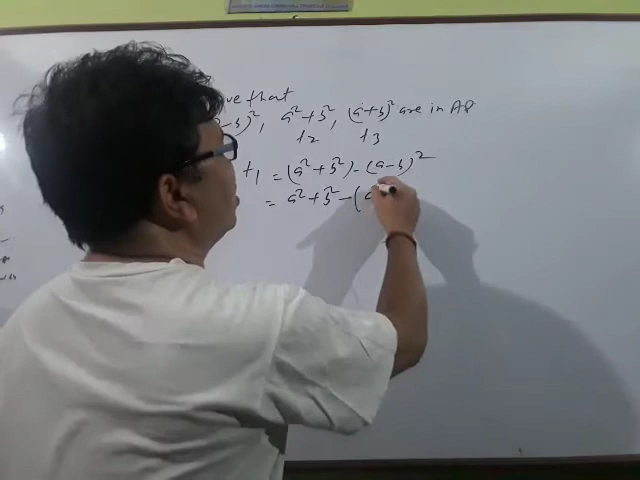 ve that
- b)², a² + b², (a + b)² are in AP
t₂ t₃
t₁ = (a² + b²) - (a - b)²
= a² + b² - (a